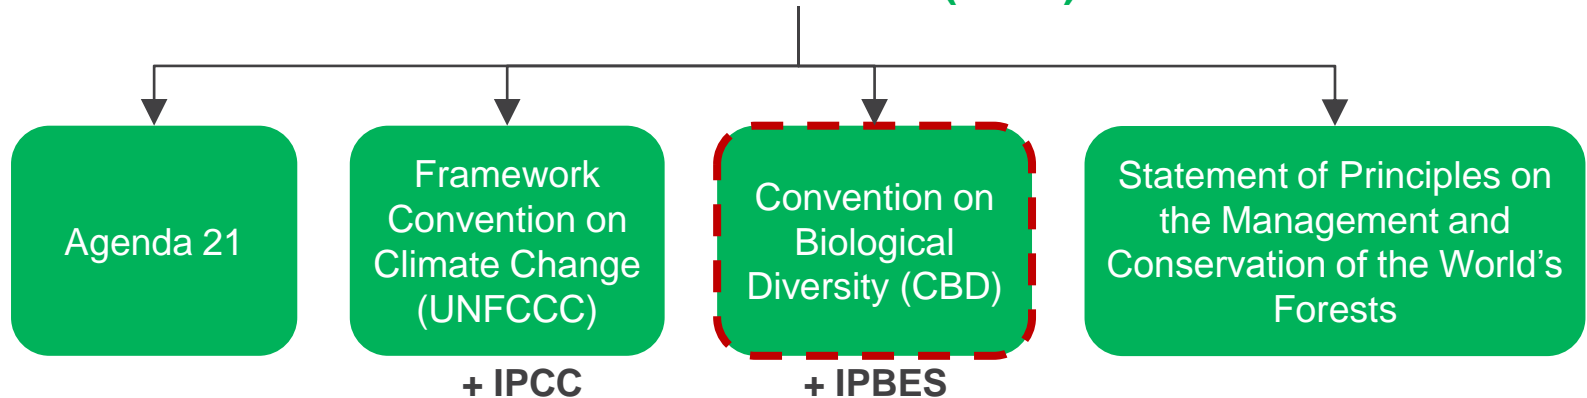 Agenda 21
Framework
Convention on
Climate Change
(UNFCCC)
Convention on
Biological
Diversity (CBD)
Statement of Principles on
the Management and
Conservation of the World’s
Forests
+ IPCC
+ IPBES